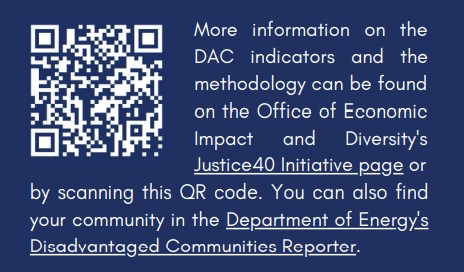 More information on the
DAC indicators and the
methodology can be found
on the Office of Economic
Impact and Diversity's
Justice40 Initiative page or
by scanning this QR code. You can also find
your community in the Department of Energy's
Disadvantaged Communities Reporter.